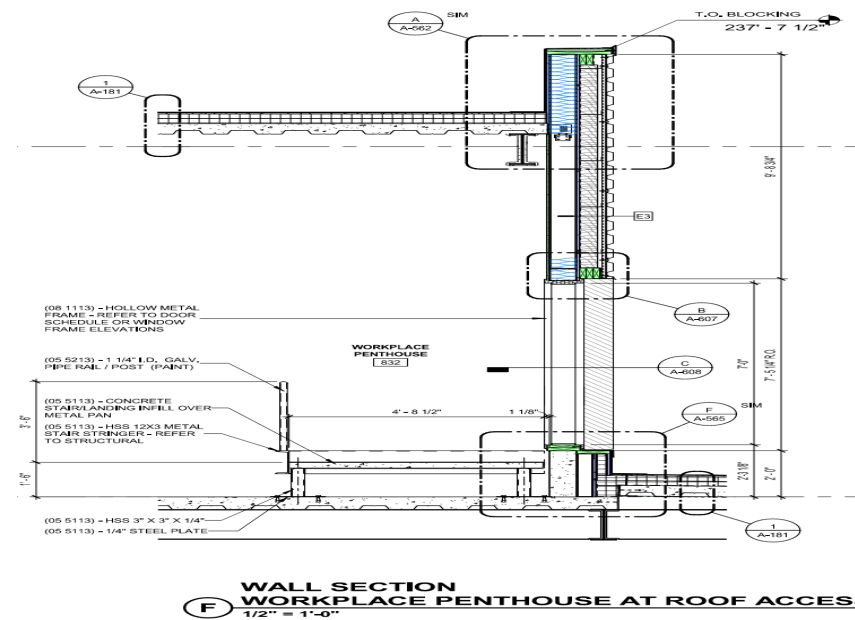 A
A-562
SIM
T.O. BLOCKING
237' - 7 1/2"
1
A-181
9'- 8 3/4"
E3
B
A-607
(08 1113) - HOLLOW METAL
FRAME - REFER TO DOOR
SCHEDULE OR WINDOW
FRAME ELEVATIONS
WORKPLACE
PENTHOUSE
832
(05 5213) - 1 1/4" I.D. GALV.
PIPE RAIL / POST (PAINT)
C
A-608
7'-0"
7'- 5 1/4" R.O.
(05 5113) - CONCRETE
STAIR/LANDING INFILL OVER
METAL PAN
3'- 6"
4' - 8 1/2"
1 1/8"
F
A-565
SIM
(05 5113) - HSS 12X3 METAL
STAIR STRINGER - REFER
TO STRUCTURAL
1'- 6"
2'-3 1/8"
2'- 0"
(05 5113) - HSS 3" X 3" X 1/4"
(05 5113) - 1/4" STEEL PLATE
1
A-181
WALL SECTION
F WORKPLACE PENTHOUSE AT ROOF ACCES
1/2" = 1'-0"